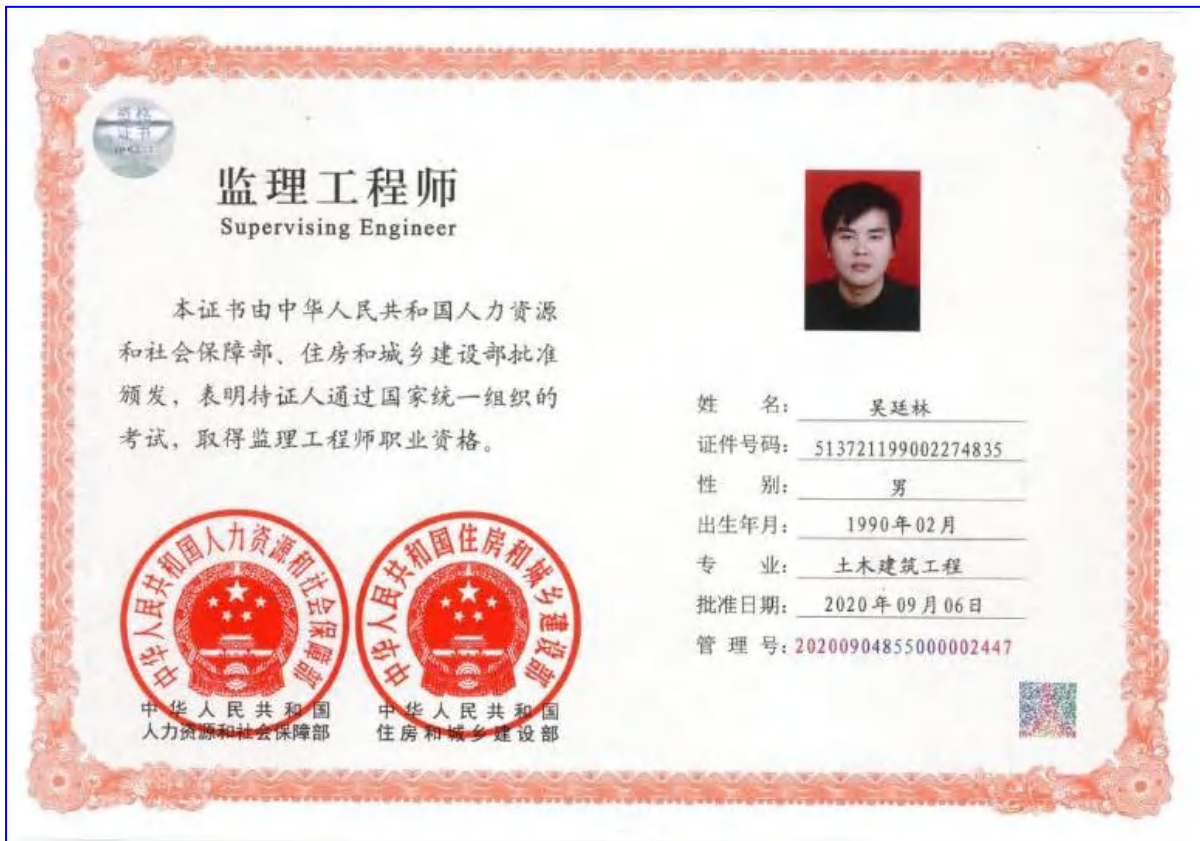 资格
证书
监理工程师
Supervising Engineer
本证书由中华人民共和国人力资源
和社会保障部、住房和城乡建设部批准
颁发，表明持证人通过国家统一组织的
考试，取得监理工程师职业资格。
中华人民共和国人力资源和社会保障部
中华人民共和国住房和城乡建设部
中华人民共和国
人力资源和社会保障部
中华人民共和国
住房和城乡建设部
姓 名： 吴廷林
证件号码： 513721199002274835
性 别： 男
出生年月： 1990年02月
专 业： 土木建筑工程
批准日期： 2020年09月06日
管 理 号：20200904855000002447